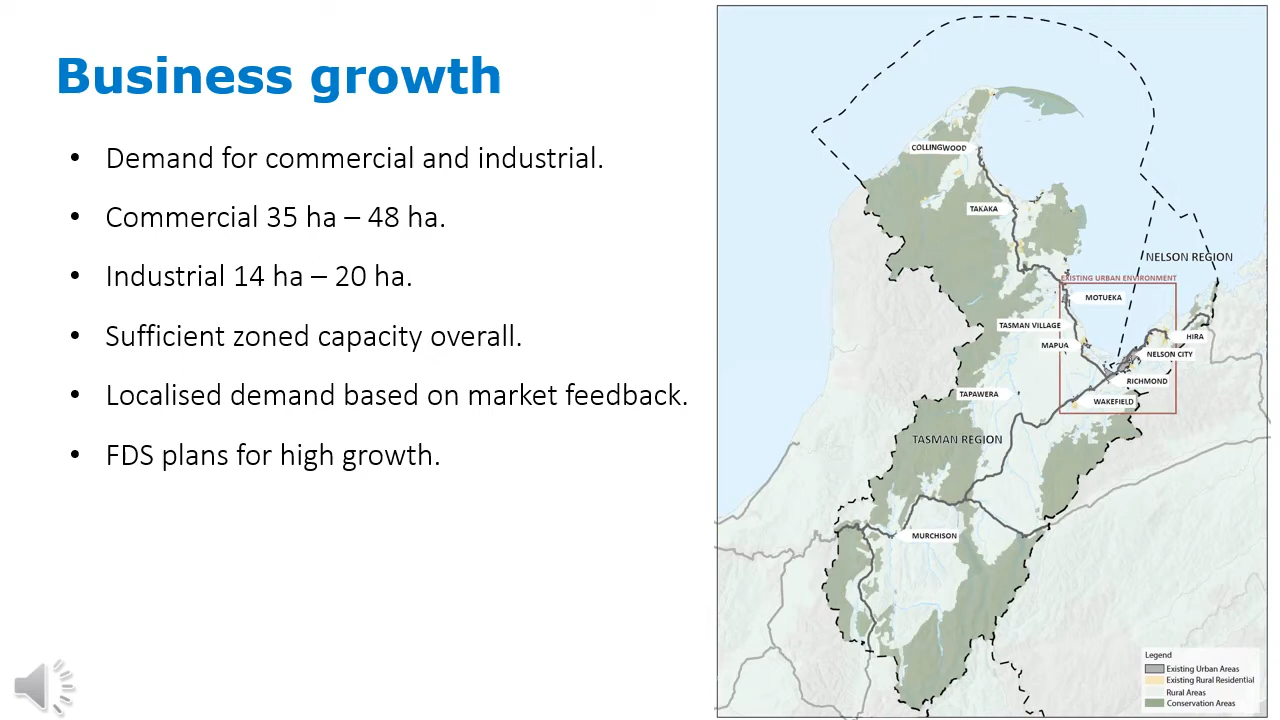 Business growth
• Demand for commercial and industrial.
• Commercial 35 ha – 48 ha.
• Industrial 14 ha – 20 ha.
• Sufficient zoned capacity overall.
• Localised demand based on market feedback.
• FDS plans for high growth.
COLLINGWOOD
TAKAKA
NELSON REGION
EXISTING URBAN ENVIRONMENT
MOTUEKA
TASMAN VILLAGE
HIRA
MAPUA
NELSON CITY
RICHMOND
TAPAWERA
WAKEFIELD
TASMAN REGION
MURCHISON
Legend
Existing Urban Areas
Existing Rural Residential
Rural Areas
Conservation Areas